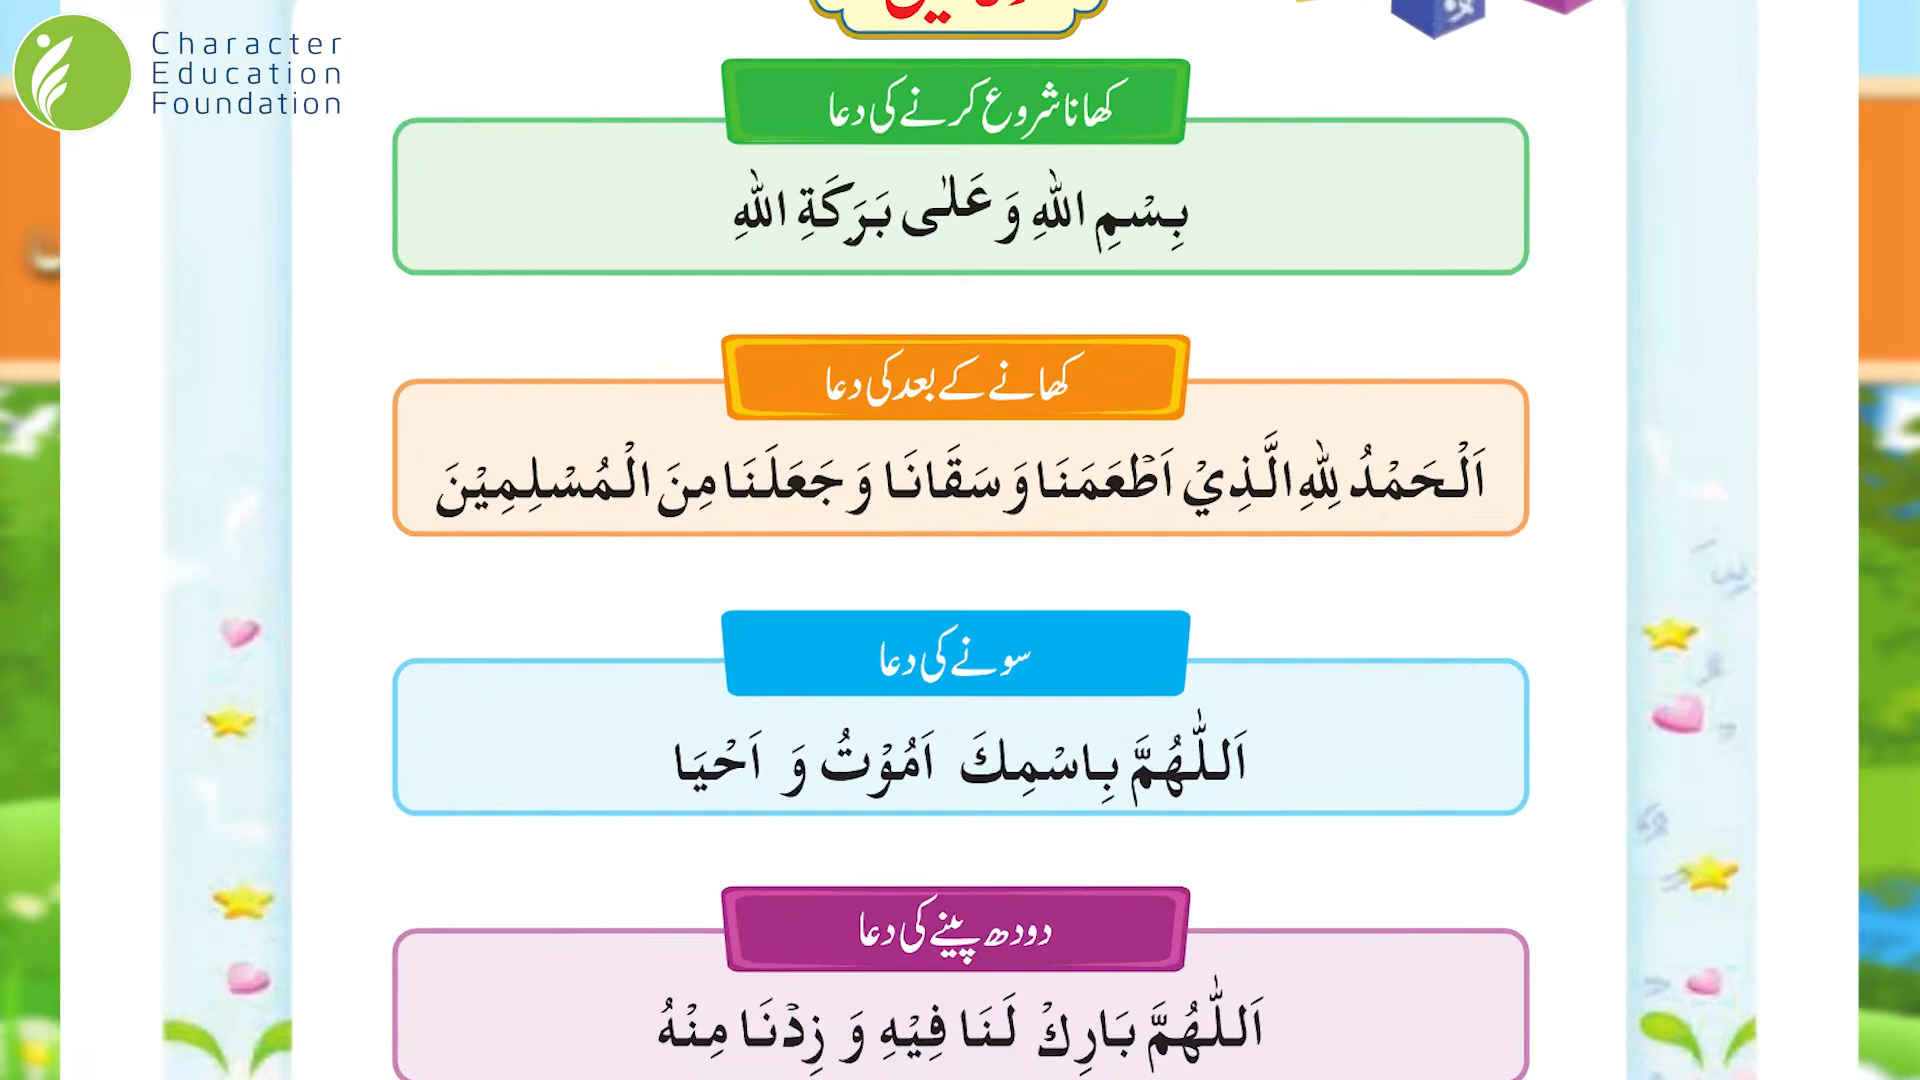 Character
Education
Foundation
کھانا شروع کرنے کی دعا
بِسْمِ اللهِ وَ عَلٰی بَرَکَةِ اللهِ
کھانے کے بعد کی دعا
اَلْحَمْدُ لِلّٰهِ الَّذِيْ اَطْعَمَنَا وَ سَقَانَا وَ جَعَلَنَا مِنَ الْمُسْلِمِيْنَ
سونے کی دعا
اَللّٰهُمَّ بِاسْمِكَ اَمُوْتُ وَ اَحْيَا
دودھ پینے کی دعا
اَللّٰهُمَّ بَارِكْ لَنَا فِيْهِ وَ زِدْنَا مِنْهُ